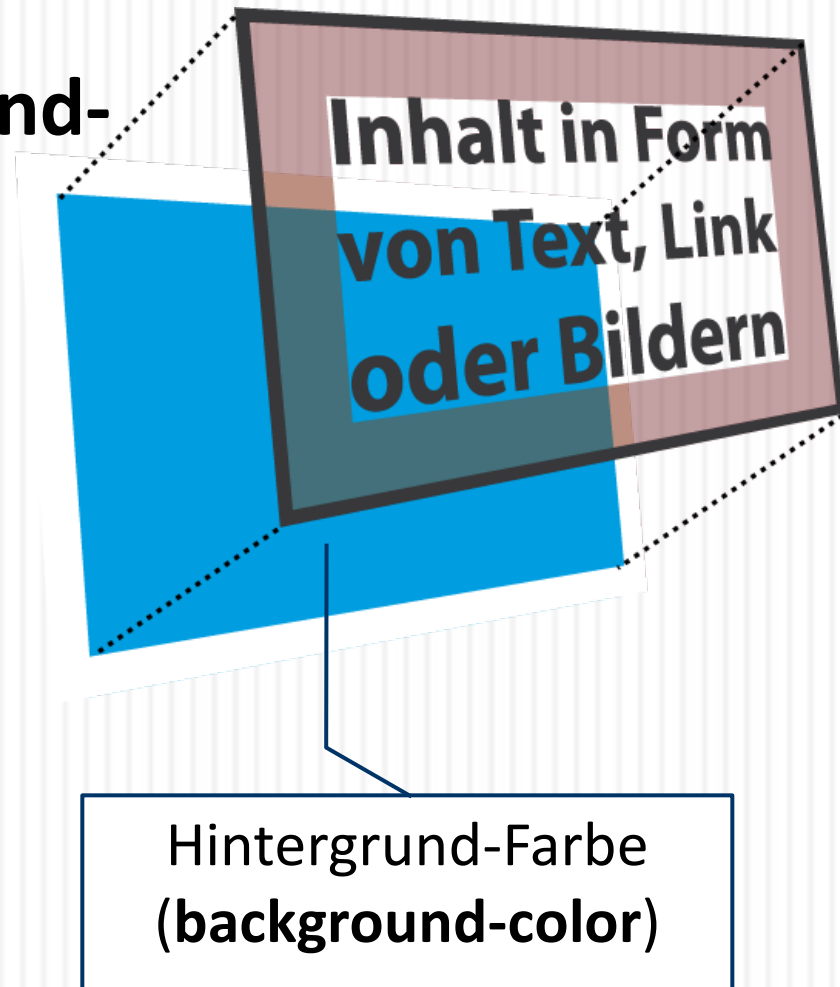 nd-
Inhalt in Form
von Text, Link
oder Bildern
Hintergrund-Farbe
(background-color)